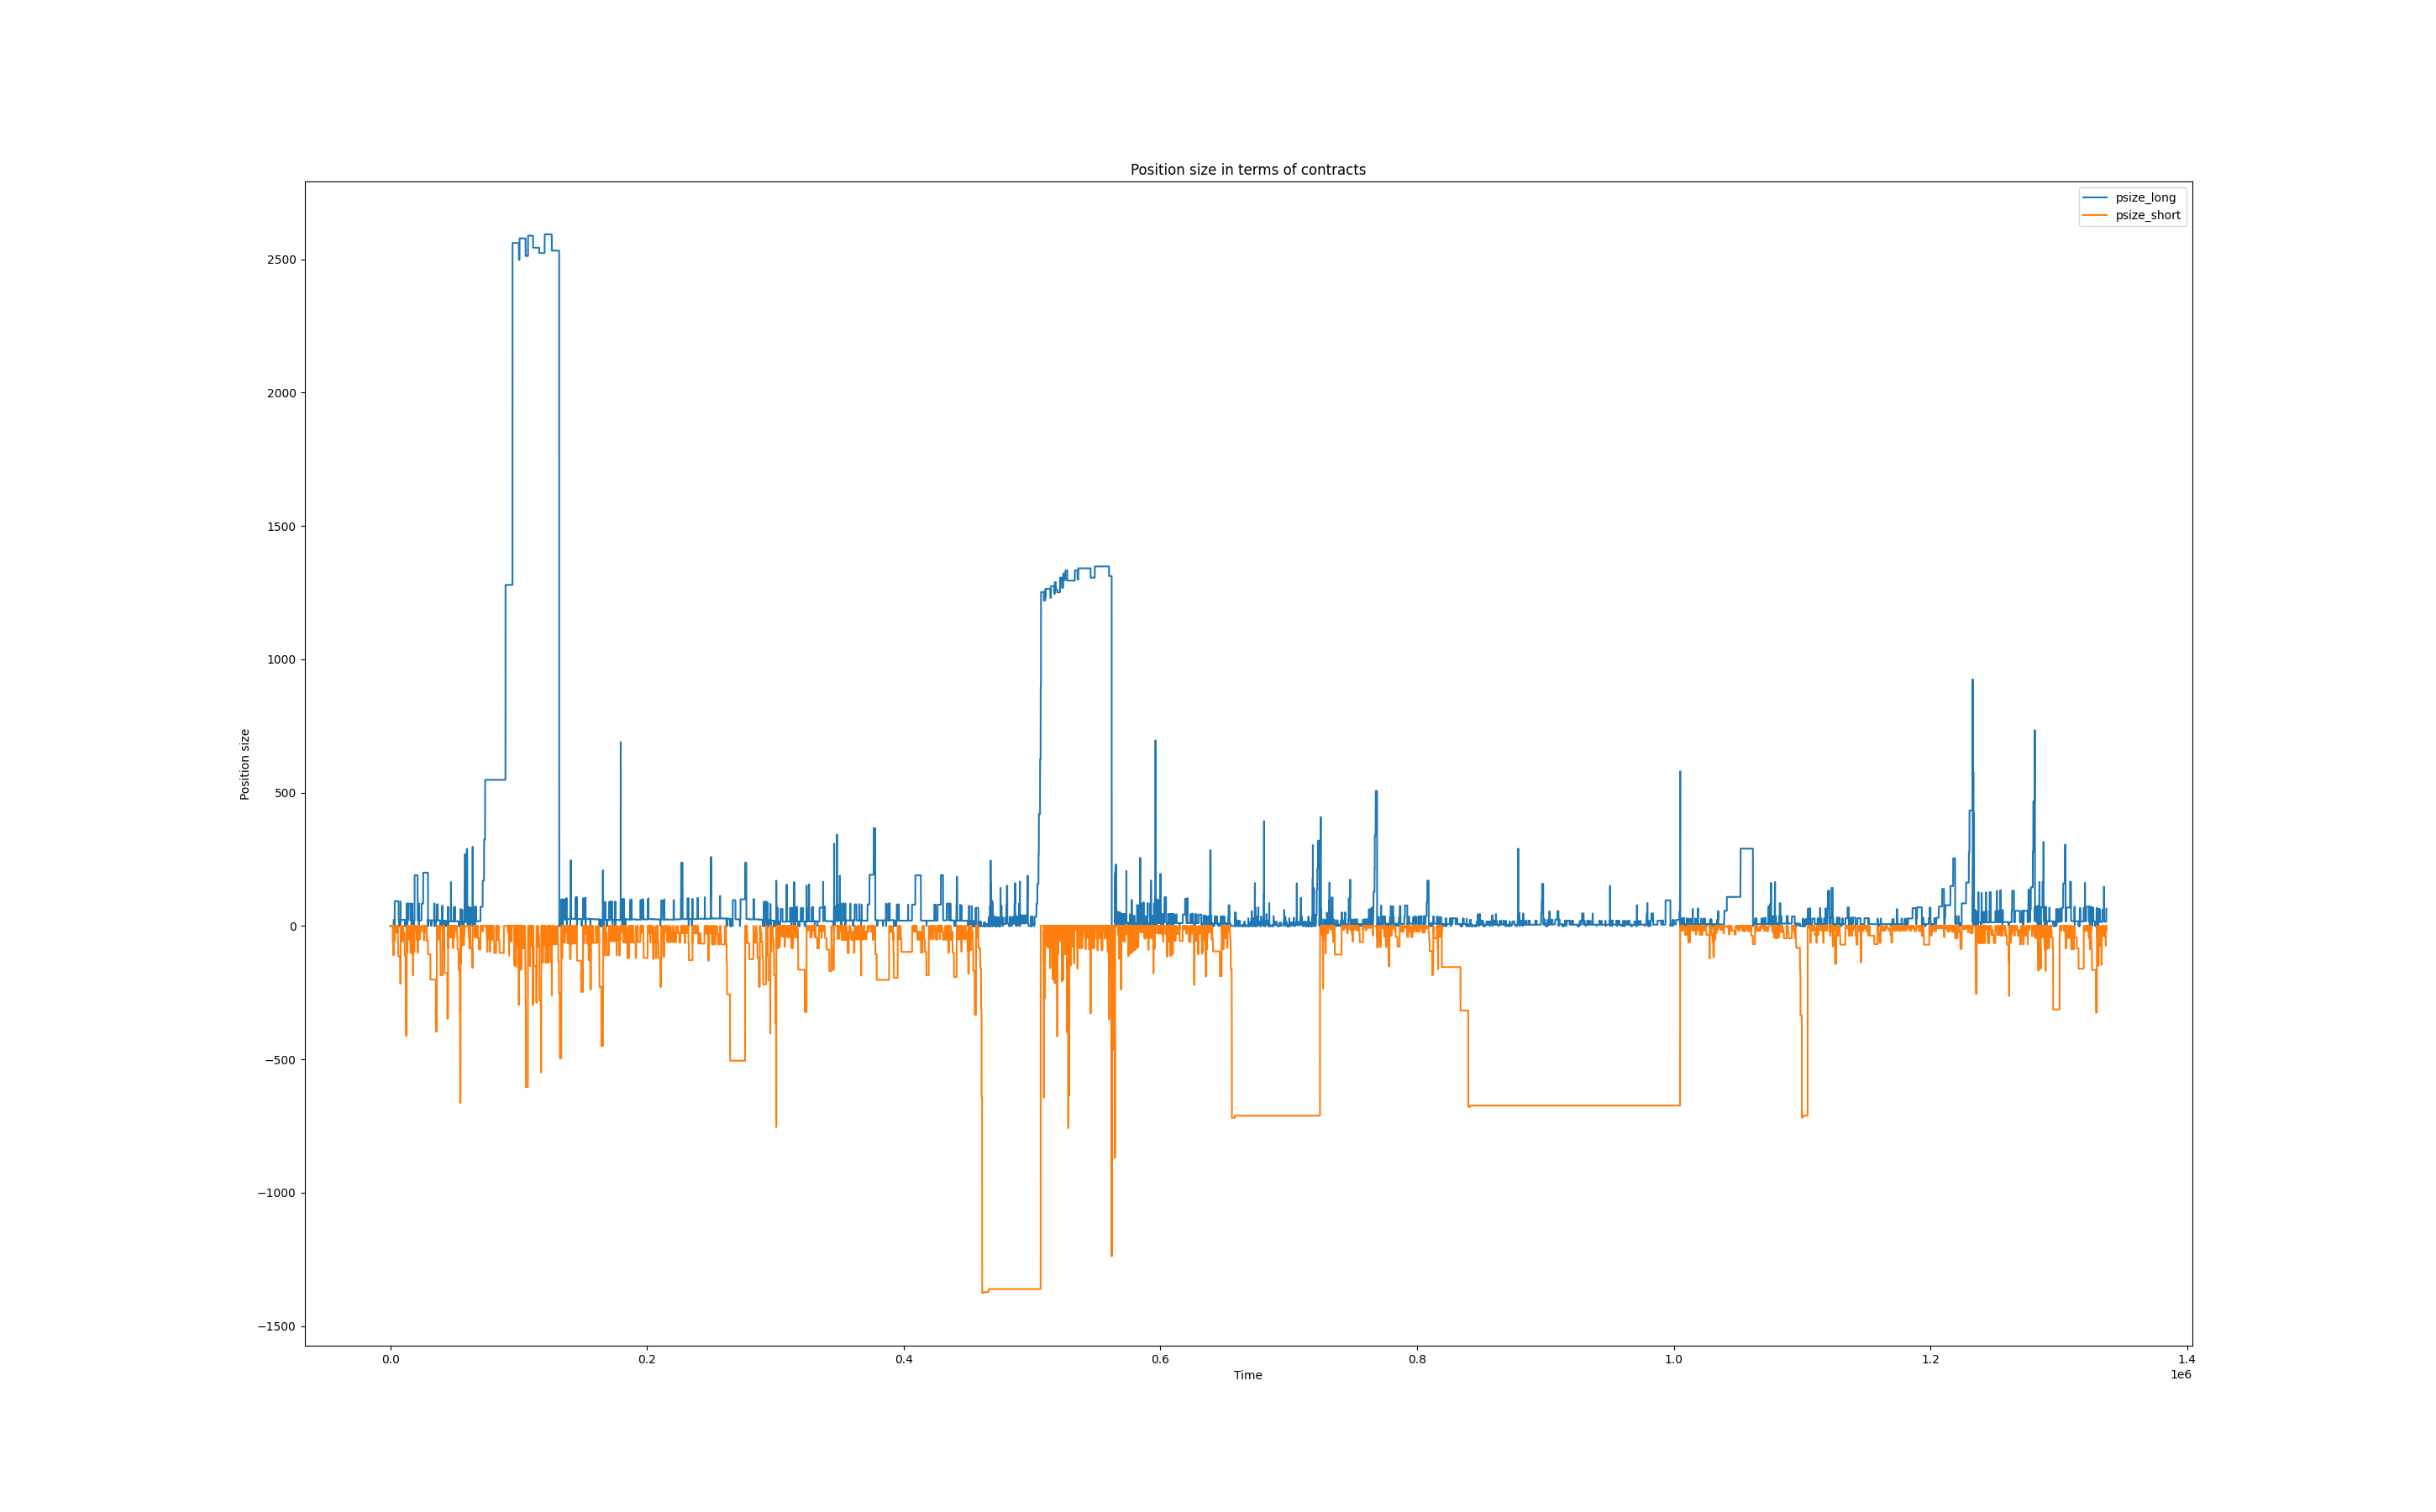 Position size in terms of contracts
psize_long
psize_short
2500
2000
1500
1000
500
0
−500
−1000
−1500
Position size
0.0 0.2 0.4 0.6 0.8 1.0 1.2 1.4
Time
1e6